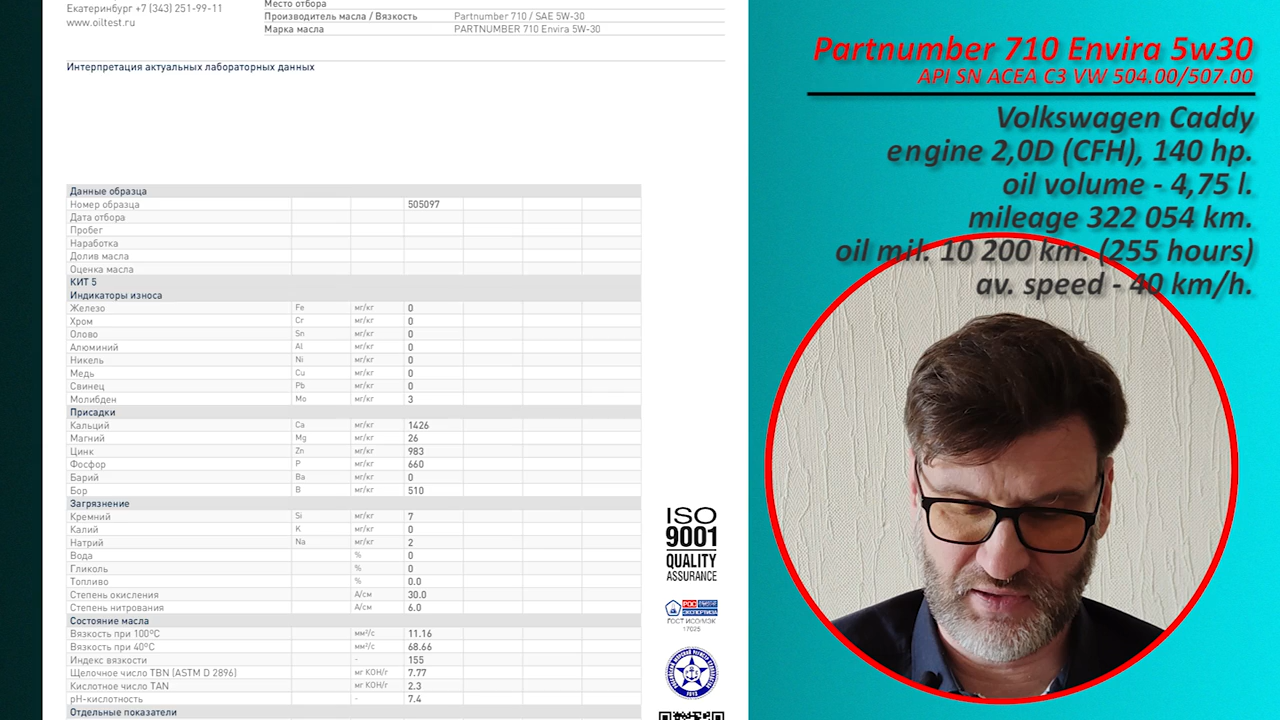 Екатеринбург +7 (343) 251-99-11
www.oiltest.ru
Место отбора
Производитель масла / Вязкость Partnumber 710 / SAE 5W-30
Марка масла PARTNUMBER 710 Envira 5W-30
Интерпретация актуальных лабораторных данных
Данные образца
Номер образца 505097
Дата отбора
Пробег
Наработка
Долив масла
Оценка масла
КИТ 5
Индикаторы износа
Железо Fe мг/кг 0
Хром Cr мг/кг 0
Олово Sn мг/кг 0
Алюминий Al мг/кг 0
Никель Ni мг/кг 0
Медь Cu мг/кг 0
Свинец Pb мг/кг 0
Молибден Mo мг/кг 3
Присадки
Кальций Ca мг/кг 1426
Магний Mg мг/кг 26
Цинк Zn мг/кг 983
Фосфор P мг/кг 660
Барий Ba мг/кг 0
Бор B мг/кг 510
Загрязнение
Кремний Si мг/кг 7
Калий K мг/кг 0
Натрий Na мг/кг 2
Вода % 0
Гликоль % 0
Топливо % 0.0
Степень окисления А/см 30.0
Степень нитрования А/см 6.0
Состояние масла
Вязкость при 100°C мм²/с 11.16
Вязкость при 40°C мм²/с 68.66
Индекс вязкости - 155
Щелочное число TBN (ASTM D 2896) мг КОН/г 7.77
Кислотное число TAN мг КОН/г 2.3
pH-кислотность - 7.4
Отдельные показатели
ISO
9001
QUALITY
ASSURANCE
ГОСТ ИСО/МЭК
17025
Partnumber 710 Envira 5w30
API SN ACEA C3 VW 504.00/507.00
Volkswagen Caddy
engine 2,0D (CFH), 140 hp.
oil volume - 4,75 l.
mileage 322 054 km.
oil mil. 10 200 km. (255 hours)
av. speed - 40 km/h.